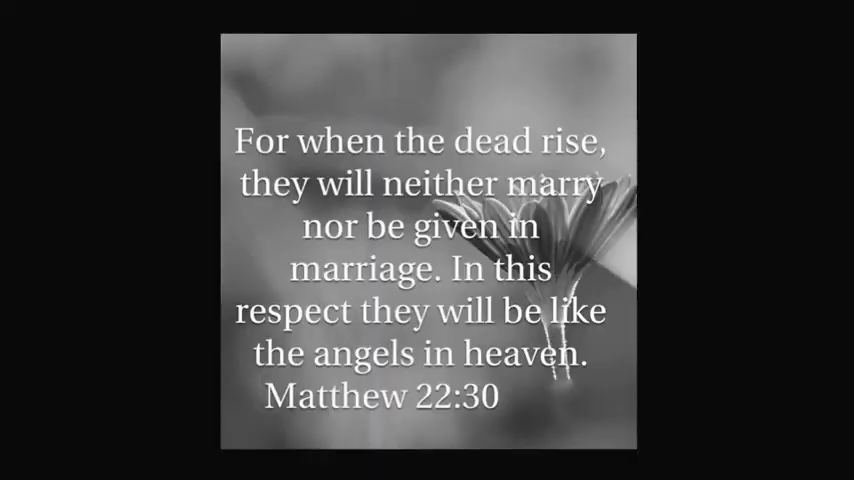 For when the dead rise,
they will neither marry
nor be given in
marriage. In this
respect they will be like
the angels in heaven.
Matthew 22:30